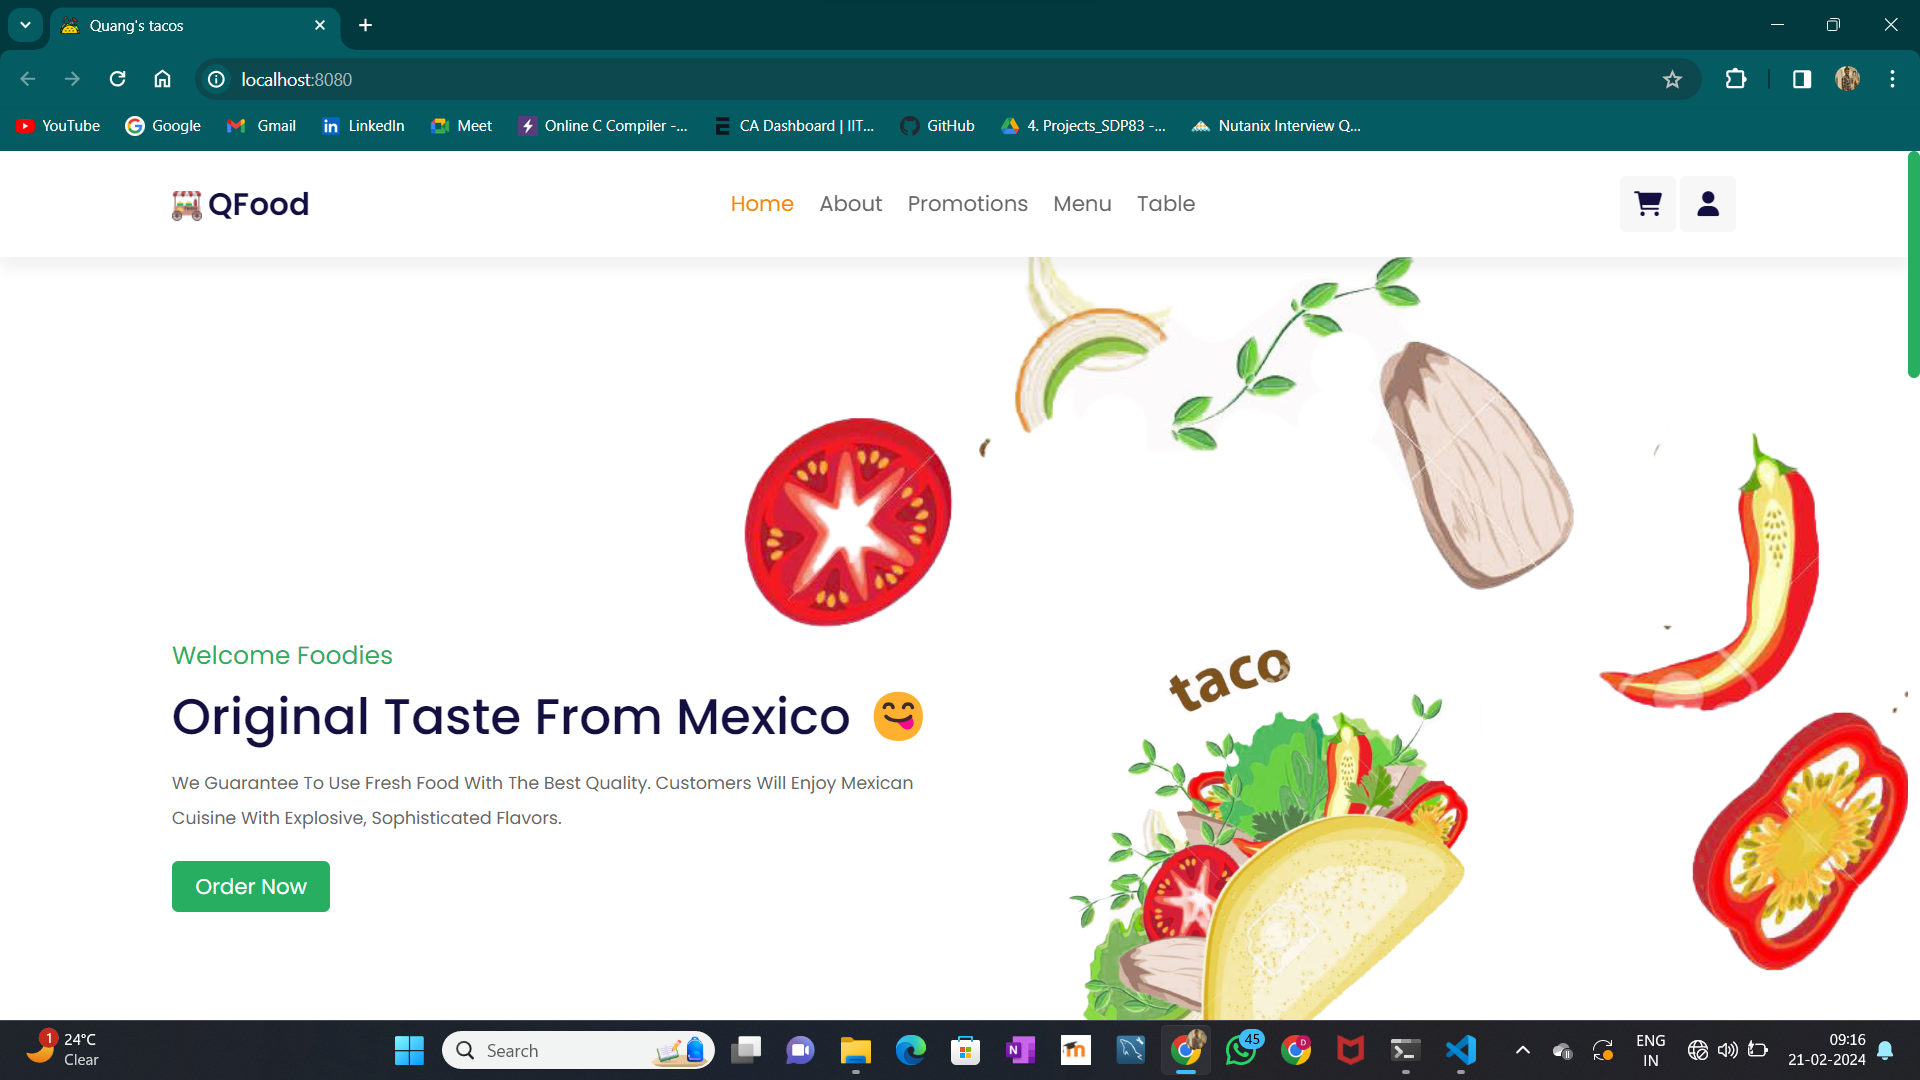 Quang's tacos
localhost:8080
YouTube
Google
Gmail
LinkedIn
Meet
Online C Compiler -...
CA Dashboard | IIT...
GitHub
4. Projects_SDP83 -...
Nutanix Interview Q...
QFood
Home
About
Promotions
Menu
Table
taco
Welcome Foodies
Original Taste From Mexico
We Guarantee To Use Fresh Food With The Best Quality. Customers Will Enjoy Mexican
Cuisine With Explosive, Sophisticated Flavors.
Order Now
1
24°C
Clear
Search
45
D
ENG
IN
09:16
21-02-2024